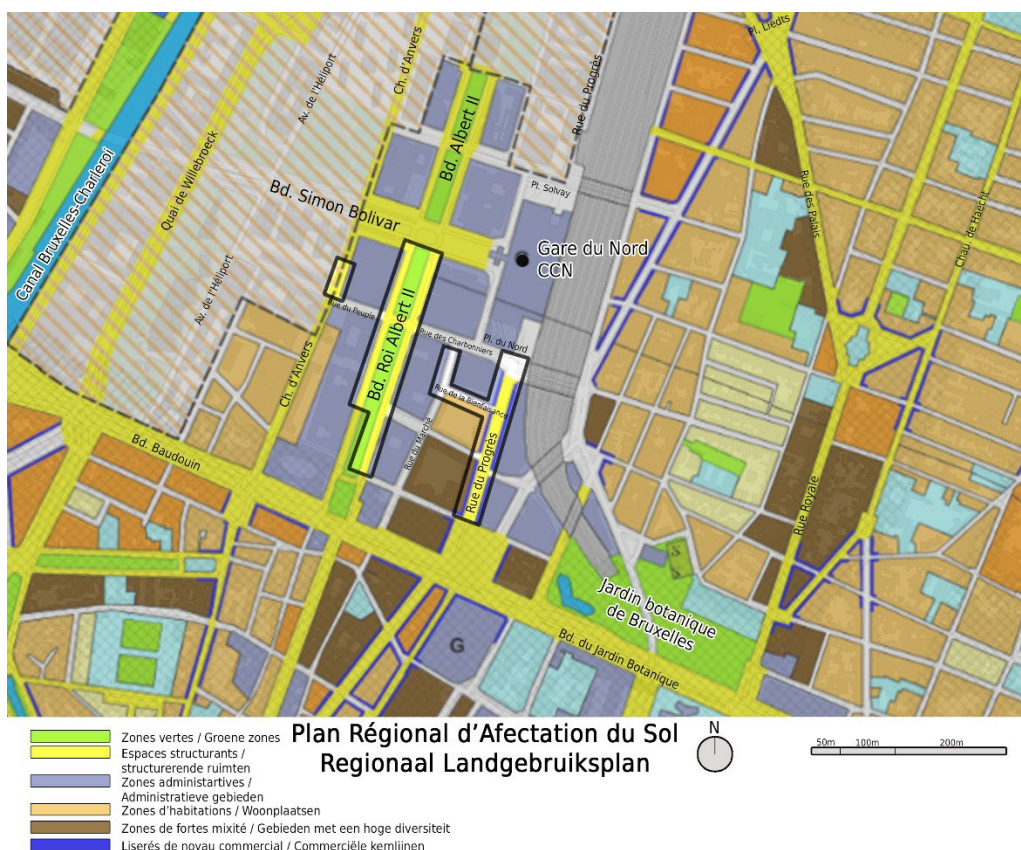 Pl. Liedts
Ch. d'Anvers
Av. de l'Héliport
Rue du Progrès
Bd. Albert II
Quai de Willebroeck
Canal Bruxelles-Charleroi
Bd. Simon Bolivar
Pl. Solvay
Rue des Palais
Chau. de Haecht
Gare du Nord
CCN
Av. de l'Héliport
Rue du Peuple
Bd. Roi Albert II
Rue des Charbonniers
Pl. du Nord
Ch. d'Anvers
Rue de la Bienfaisance
Rue du Marché
Rue du Progrès
Bd. Baudouin
Rue Royale
S
S
Jardin botanique
de Bruxelles
G
Bd. du Jardin Botanique
Plan Régional d'Afectation du Sol
Regionaal Landgebruiksplan
N
50m 100m 200m
Zones vertes / Groene zones
Espaces structurants /
structurerende ruimten
Zones administartives /
Administratieve gebieden
Zones d'habitations / Woonplaatsen
Zones de fortes mixité / Gebieden met een hoge diversiteit
Liserés de noyau commercial / Commerciële kernlijnen